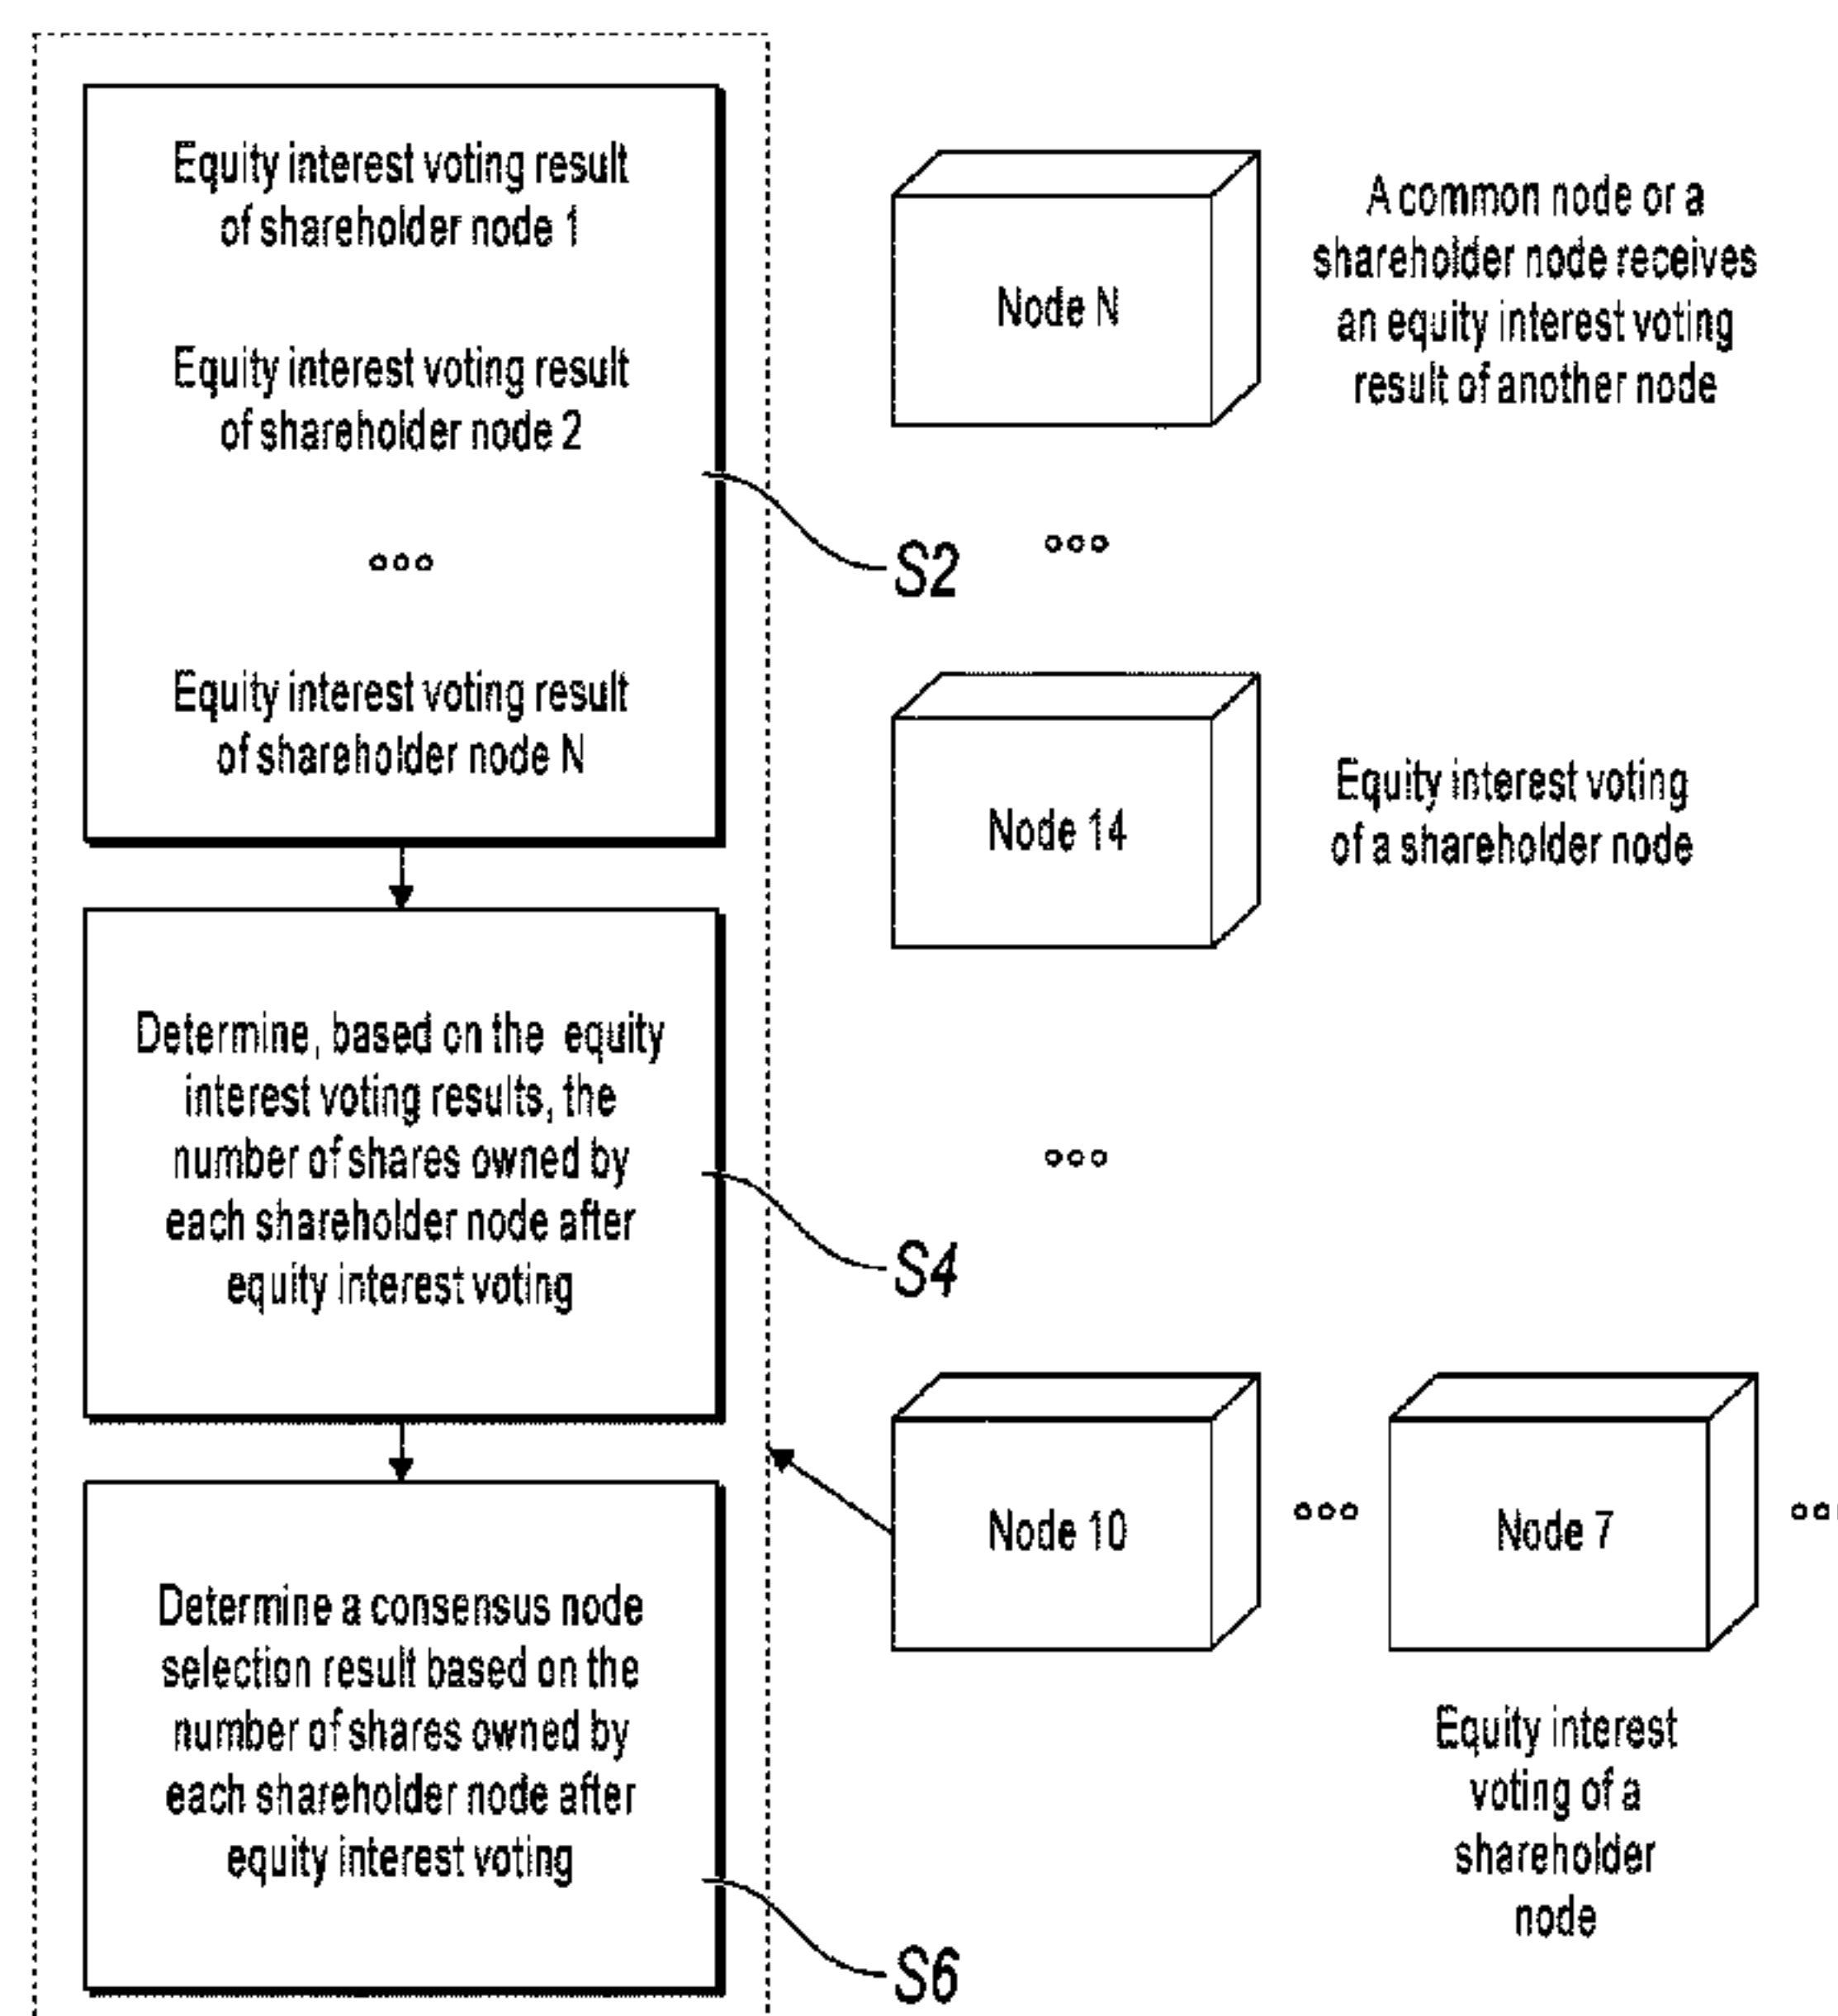 Equity interest voting result
of shareholder node 1
Equity interest voting result
of shareholder node 2
Equity interest voting result
of shareholder node N
S2
Determine, based on the equity
interest voting results, the
number of shares owned by
each shareholder node after
equity interest voting
S4
Determine a consensus node
selection result based on the
number of shares owned by
each shareholder node after
equity interest voting
S6
Node N
A common node or a
shareholder node receives
an equity interest voting
result of another node
Node 14
Equity interest voting
of a shareholder node
Node 10
Node 7
Equity interest
voting of a
shareholder
node